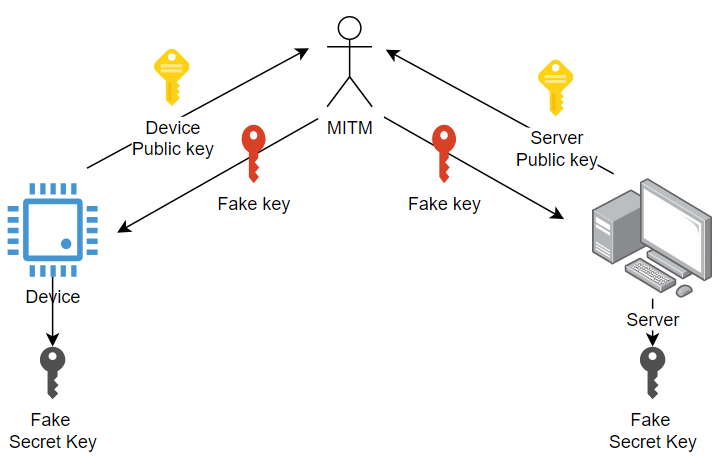 MITM
Device
Public key
Server
Public key
Fake key
Fake key
Device
Server
Fake
Secret Key
Fake
Secret Key